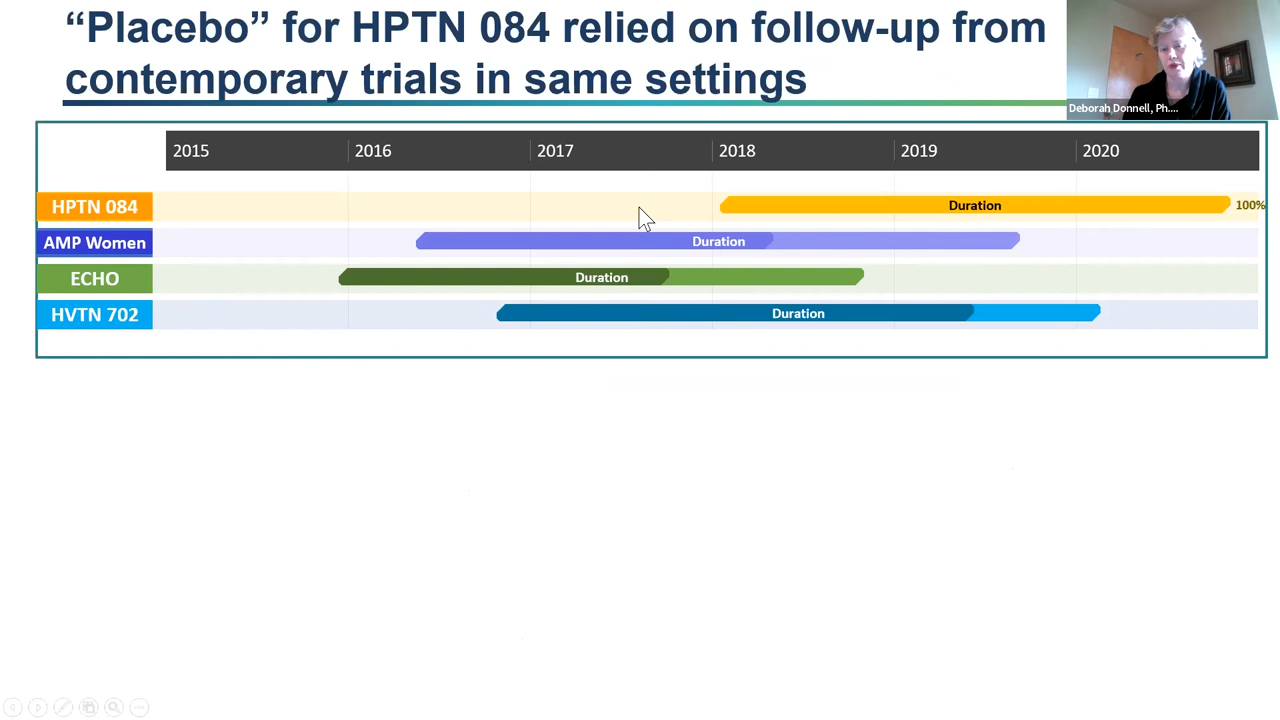 “Placebo” for HPTN 084 relied on follow-up from
contemporary trials in same settings
Deborah Donnell, Ph....
2015 2016 2017 2018 2019 2020
HPTN 084 Duration 100%
AMP Women Duration
ECHO Duration
HVTN 702 Duration